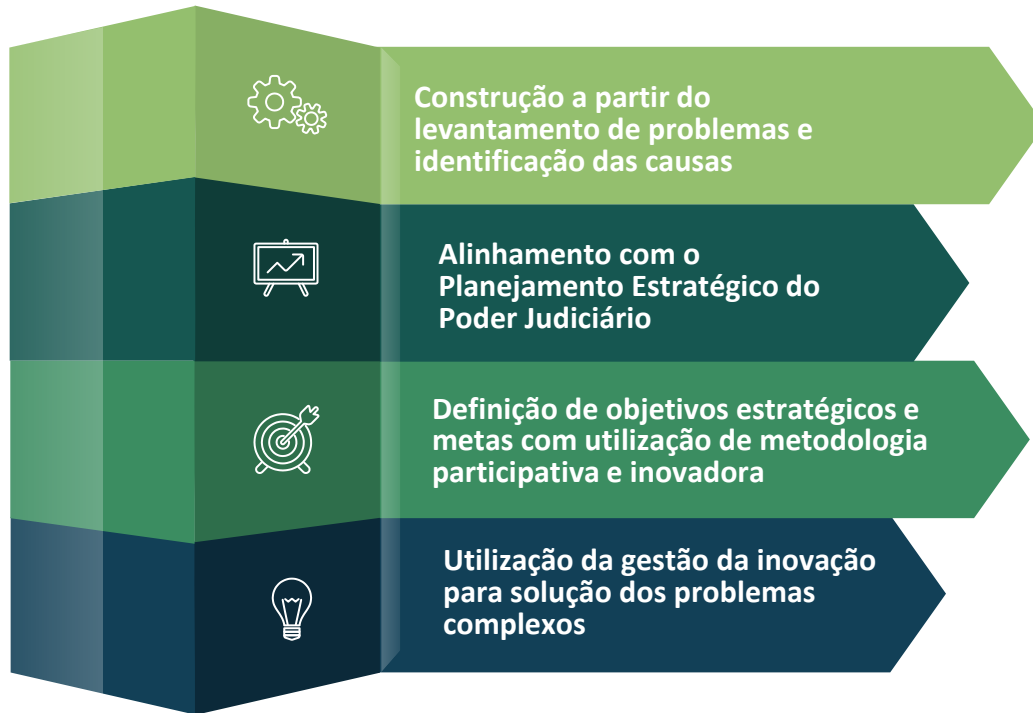 Construção a partir do
levantamento de problemas e
identificação das causas
Alinhamento com o
Planejamento Estratégico do
Poder Judiciário
Definição de objetivos estratégicos e
metas com utilização de metodologia
participativa e inovadora
Utilização da gestão da inovação
para solução dos problemas
complexos